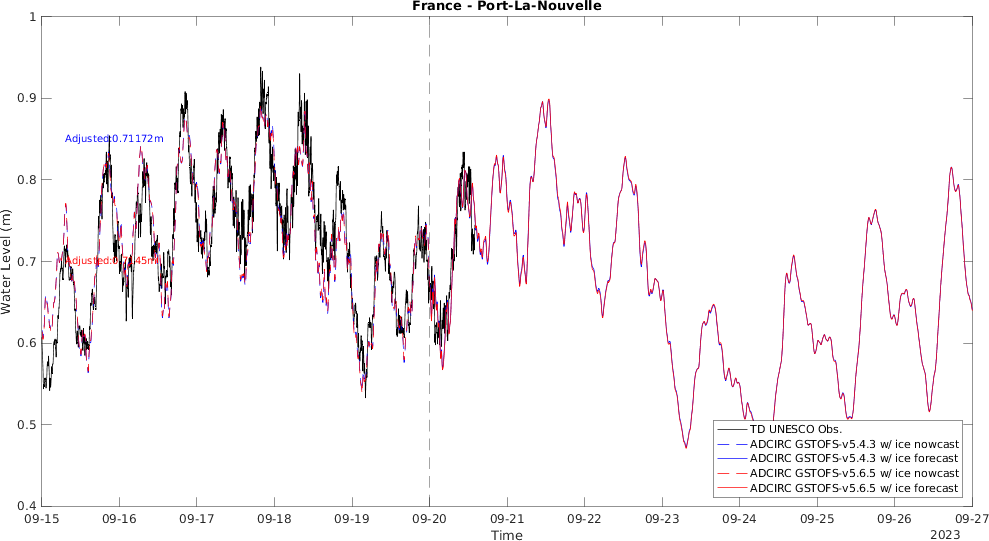 France - Port-La-Nouvelle
1
0.9
0.8
0.7
0.6
0.5
0.4
Water Level (m)
Adjusted:0.71172m
TD UNESCO Obs.
ADCIRC GSTOFS-v5.4.3 w/ ice nowcast
ADCIRC GSTOFS-v5.4.3 w/ ice forecast
ADCIRC GSTOFS-v5.6.5 w/ ice nowcast
ADCIRC GSTOFS-v5.6.5 w/ ice forecast
09-15 09-16 09-17 09-18 09-19 09-20 09-21 09-22 09-23 09-24 09-25 09-26 09-27
Time
2023